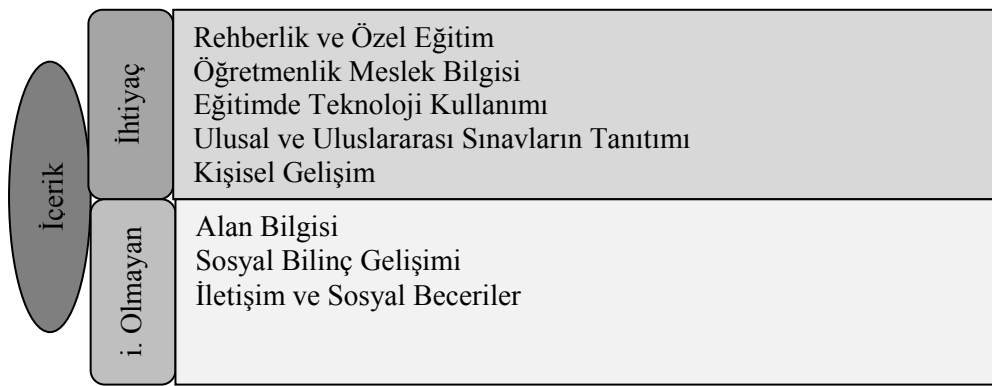 İçerik
İhtiyaç
Rehberlik ve Özel Eğitim
Öğretmenlik Meslek Bilgisi
Eğitimde Teknoloji Kullanımı
Ulusal ve Uluslararası Sınavların Tanıtımı
Kişisel Gelişim
i. Olmayan
Alan Bilgisi
Sosyal Bilinç Gelişimi
İletişim ve Sosyal Beceriler